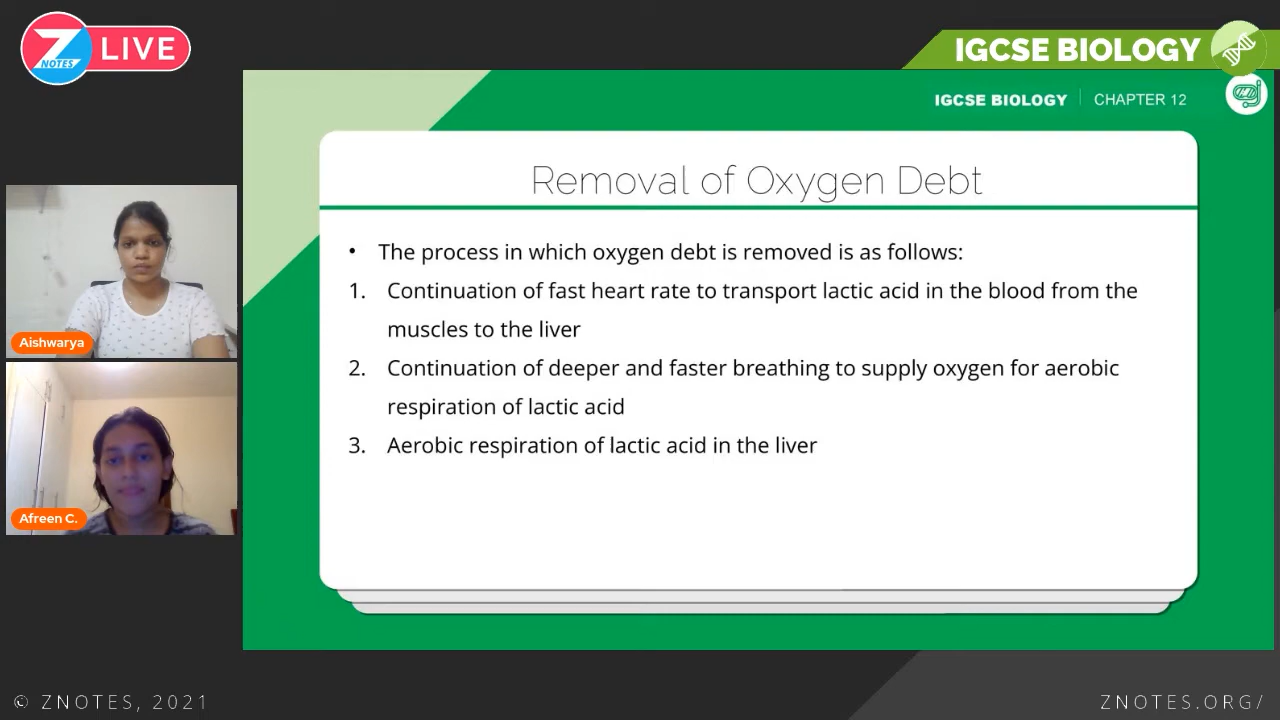 Z NOTES LIVE
IGCSE BIOLOGY
IGCSE BIOLOGY | CHAPTER 12
Removal of Oxygen Debt
• The process in which oxygen debt is removed is as follows:
1. Continuation of fast heart rate to transport lactic acid in the blood from the
muscles to the liver
2. Continuation of deeper and faster breathing to supply oxygen for aerobic
respiration of lactic acid
3. Aerobic respiration of lactic acid in the liver
Aishwarya
Afreen C.
© ZNOTES, 2021
ZNOTES.ORG/